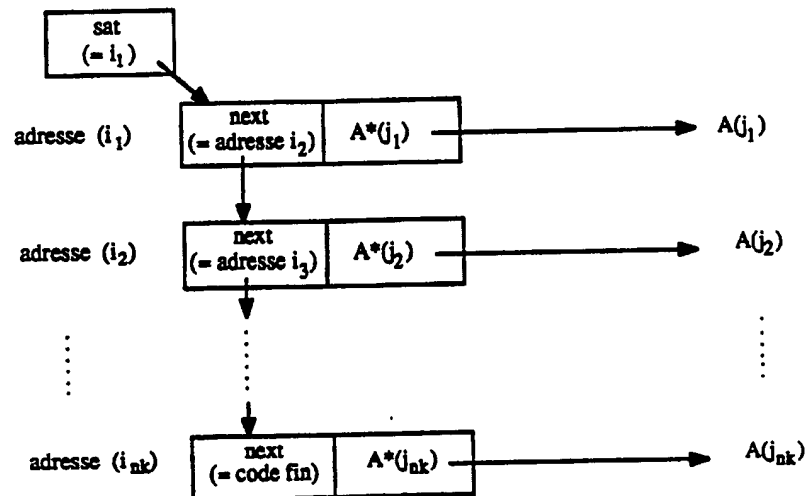 sat
(= i₁)
adresse (i₁)
next
(= adresse i₂)
A*(j₁)
A(j₁)
adresse (i₂)
next
(= adresse i₃)
A*(j₂)
A(j₂)
adresse (iₙₖ)
next
(= code fin)
A*(jₙₖ)
A(jₙₖ)